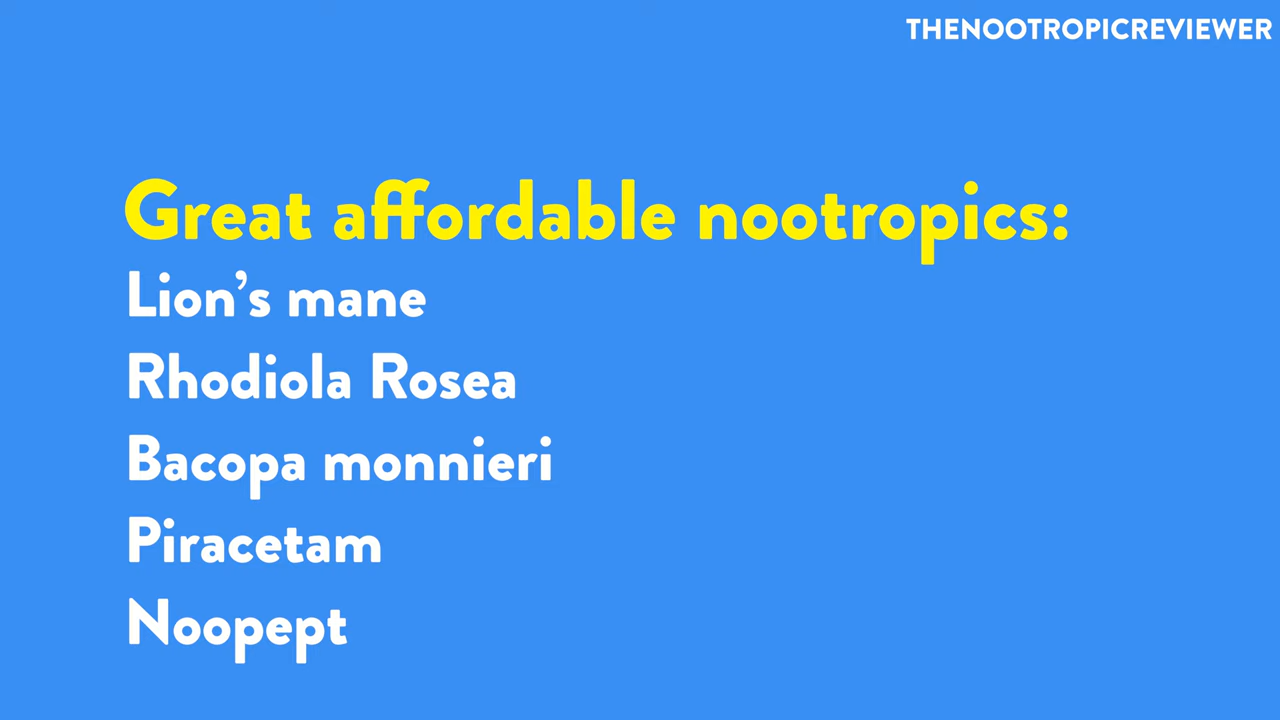 THENOOTROPICREVIEWER
Great affordable nootropics:
Lion’s mane
Rhodiola Rosea
Bacopa monnieri
Piracetam
Noopept